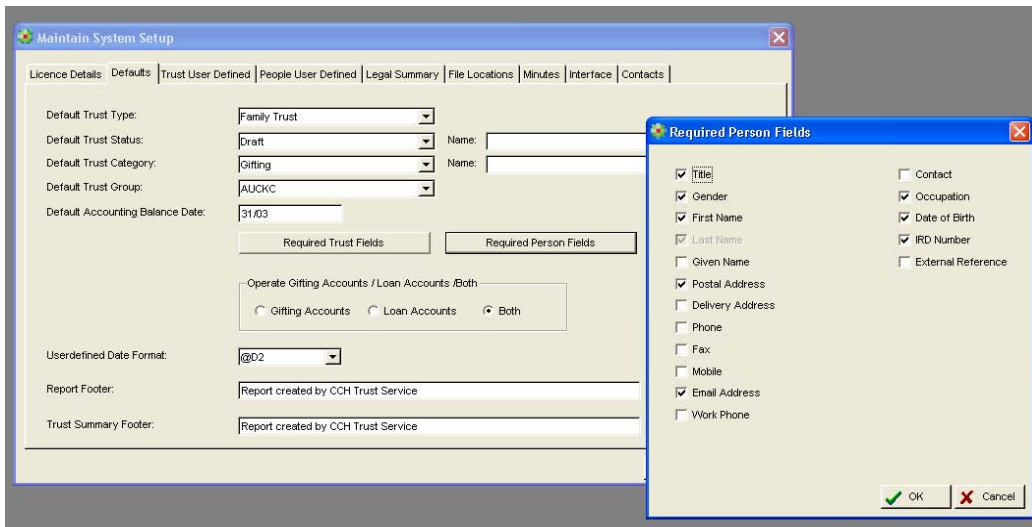 Maintain System Setup
Licence Details Defaults Trust User Defined People User Defined Legal Summary File Locations Minutes Interface Contacts
Default Trust Type: Family Trust
Default Trust Status: Draft Name:
Default Trust Category: Gifting Name:
Default Trust Group: AUCKC
Default Accounting Balance Date: 31/03
Required Trust Fields Required Person Fields
Operate Gifting Accounts / Loan Accounts /Both
Gifting Accounts Loan Accounts Both
Userdefined Date Format: @D2
Report Footer: Report created by CCH Trust Service
Trust Summary Footer: Report created by CCH Trust Service
Required Person Fields
Title Contact
Gender Occupation
First Name Date of Birth
Last Name IRD Number
Given Name External Reference
Postal Address
Delivery Address
Phone
Fax
Mobile
Email Address
Work Phone
OK Cancel